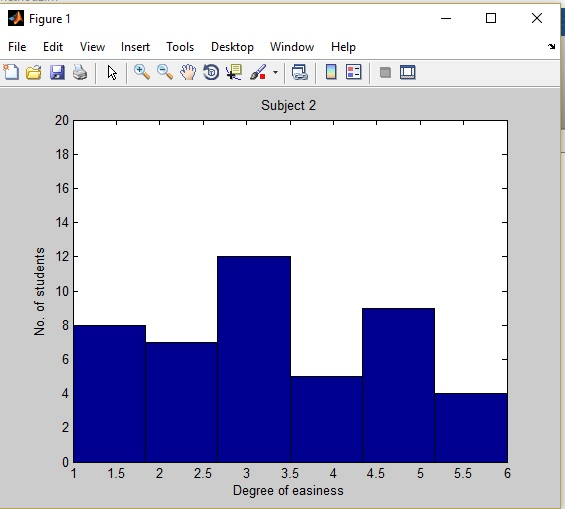 Figure 1
File Edit View Insert Tools Desktop Window Help
Subject 2
20
18
16
14
12
10
8
6
4
2
0
No. of students
1 1.5 2 2.5 3 3.5 4 4.5 5 5.5 6
Degree of easiness